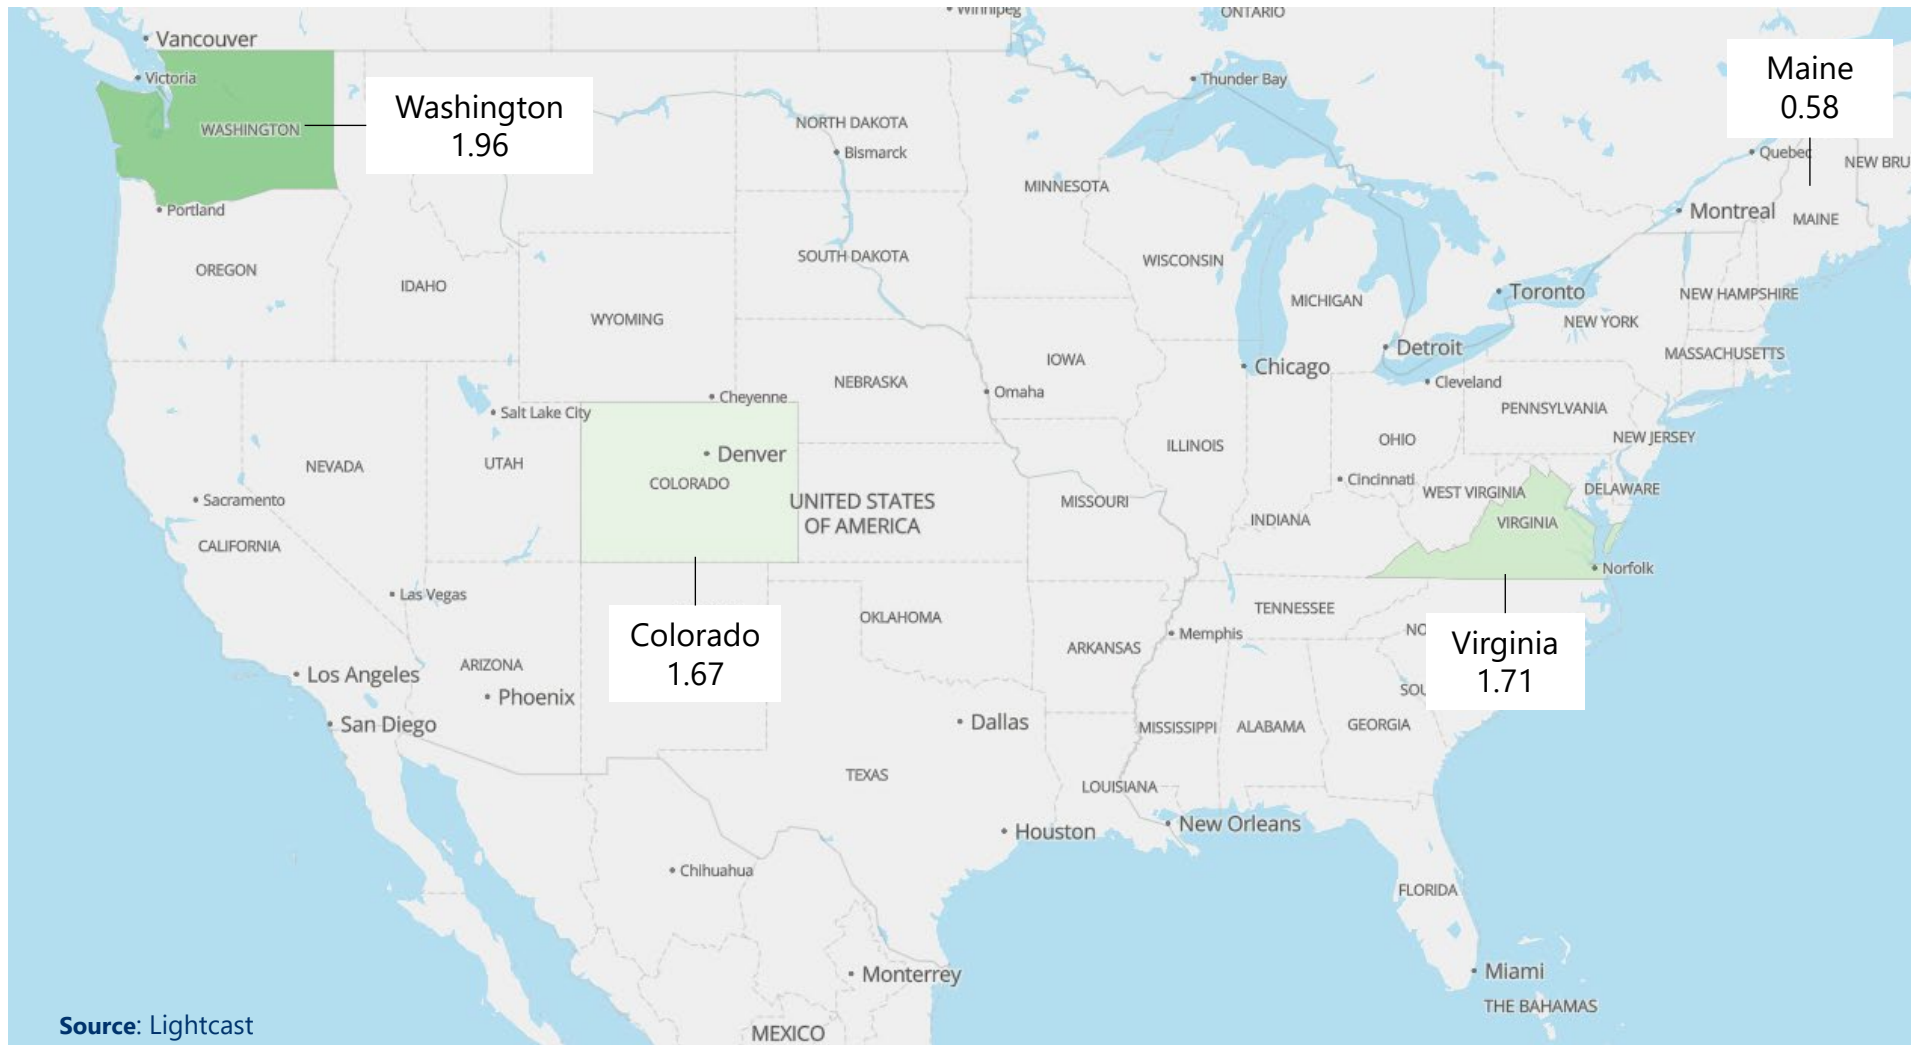 Winnipeg
ONTARIO
Vancouver
Victoria
Thunder Bay
Maine
0.58
Washington
1.96
WASHINGTON
NORTH DAKOTA
Bismarck
Quebec
NEW BRU
MINNESOTA
Portland
Montreal
MAINE
OREGON
SOUTH DAKOTA
WISCONSIN
IDAHO
Toronto
NEW HAMPSHIRE
MICHIGAN
WYOMING
NEW YORK
Detroit
MASSACHUSETTS
IOWA
Chicago
NEBRASKA
Cleveland
Omaha
Cheyenne
PENNSYLVANIA
Salt Lake City
NEW JERSEY
OHIO
ILLINOIS
Denver
NEVADA
UTAH
COLORADO
Cincinnati
WEST VIRGINIA
DELAWARE
Sacramento
UNITED STATES
OF AMERICA
MISSOURI
INDIANA
VIRGINIA
CALIFORNIA
Norfolk
Las Vegas
TENNESSEE
OKLAHOMA
Colorado
1.67
Memphis
NO
Virginia
1.71
ARKANSAS
ARIZONA
Los Angeles
Phoenix
SOU
San Diego
Dallas
MISSISSIPPI
ALABAMA
GEORGIA
TEXAS
LOUISIANA
Houston
New Orleans
Chihuahua
FLORIDA
Monterrey
Miami
THE BAHAMAS
Source: Lightcast
MEXICO